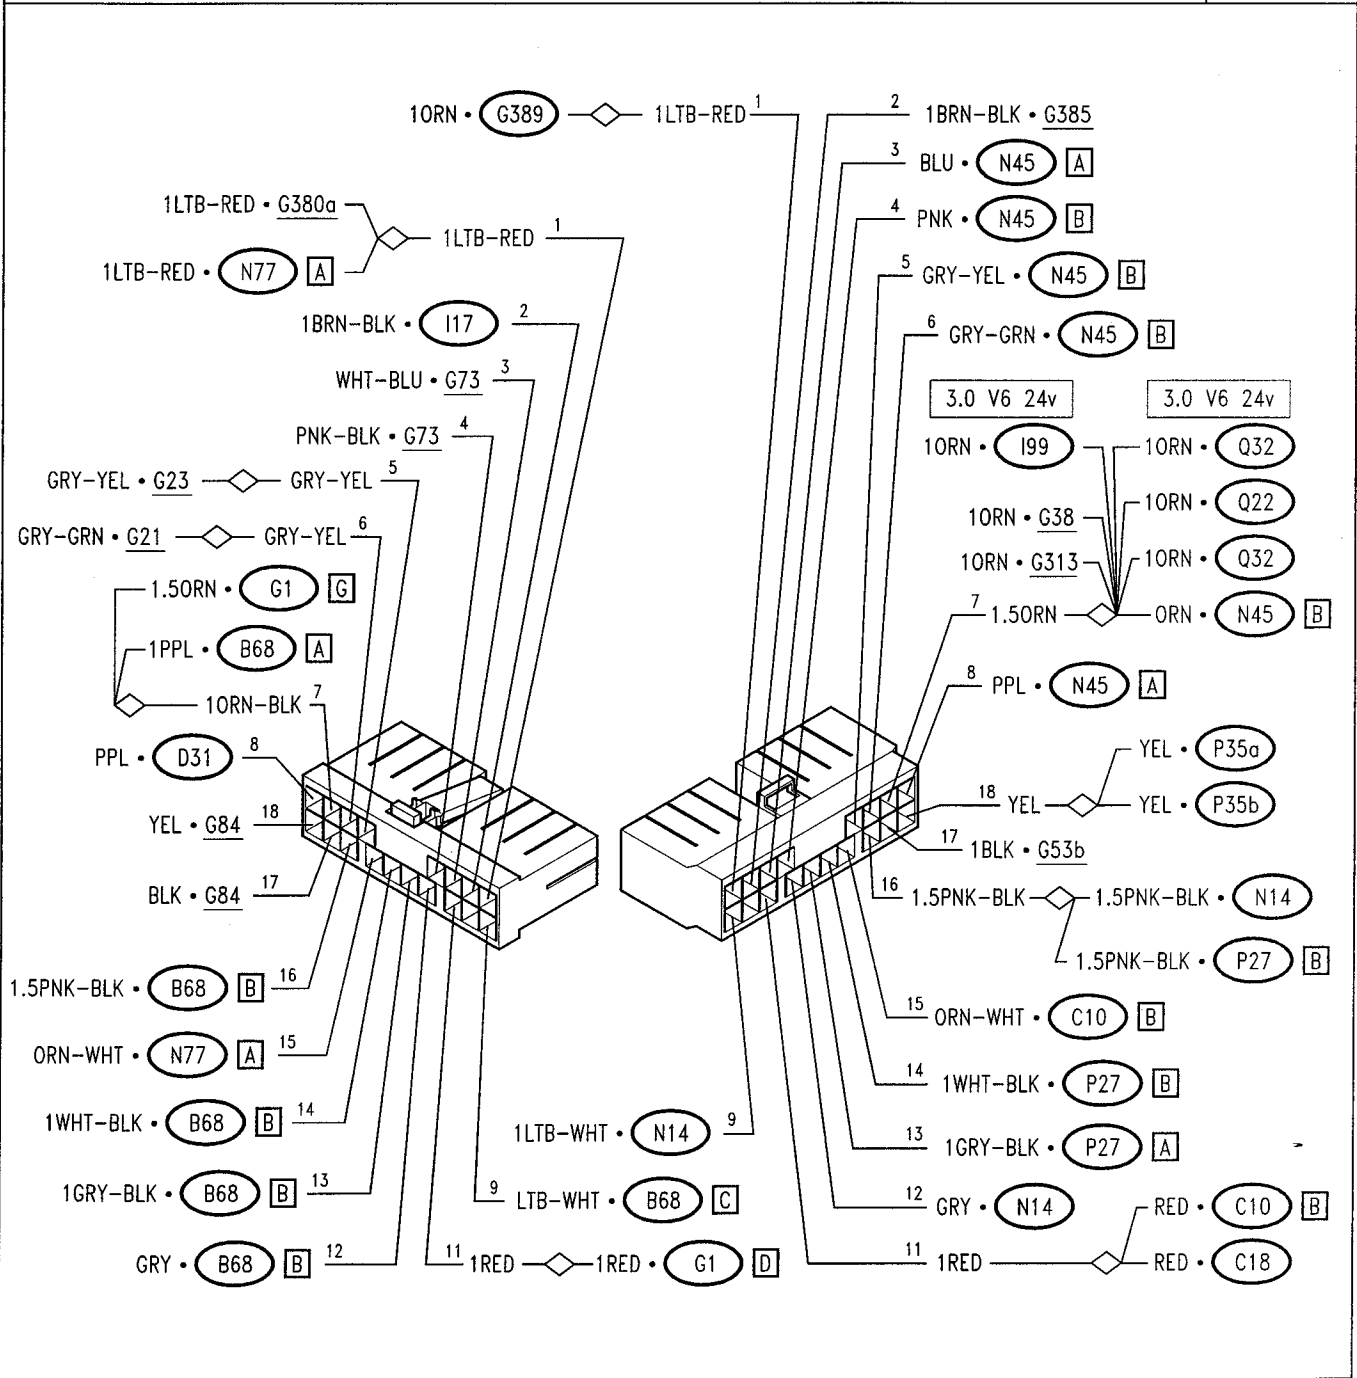 1ORN • G389 1LTB-RED 1
2 1BRN-BLK • G385
3 BLU • N45 A
1LTB-RED • G380a
4 PNK • N45 B
1LTB-RED 1
1LTB-RED • N77 A
5 GRY-YEL • N45 B
1BRN-BLK • I17 2
6 GRY-GRN • N45 B
WHT-BLU • G73 3
3.0 V6 24v 3.0 V6 24v
PNK-BLK • G73 4
1ORN • I99 1ORN • Q32
GRY-YEL • G23 GRY-YEL 5
1ORN • Q22
1ORN • G38
GRY-GRN • G21 GRY-YEL 6
1ORN • G313 1ORN • Q32
1.5ORN • G1 G
7 1.5ORN ORN • N45 B
1PPL • B68 A
8 PPL • N45 A
1ORN-BLK 7
PPL • D31 8
YEL • P35a
18 YEL YEL • P35b
YEL • G84 18
17 1BLK • G53b
BLK • G84 17
16 1.5PNK-BLK 1.5PNK-BLK • N14
1.5PNK-BLK • P27 B
1.5PNK-BLK • B68 B 16
15 ORN-WHT • C10 B
ORN-WHT • N77 A 15
14 1WHT-BLK • P27 B
1WHT-BLK • B68 B 14
1LTB-WHT • N14 9
13 1GRY-BLK • P27 A
1GRY-BLK • B68 B 13
9 LTB-WHT • B68 C
12 GRY • N14
RED • C10 B
GRY • B68 B 12
11 1RED 1RED • G1 D
11 1RED RED • C18